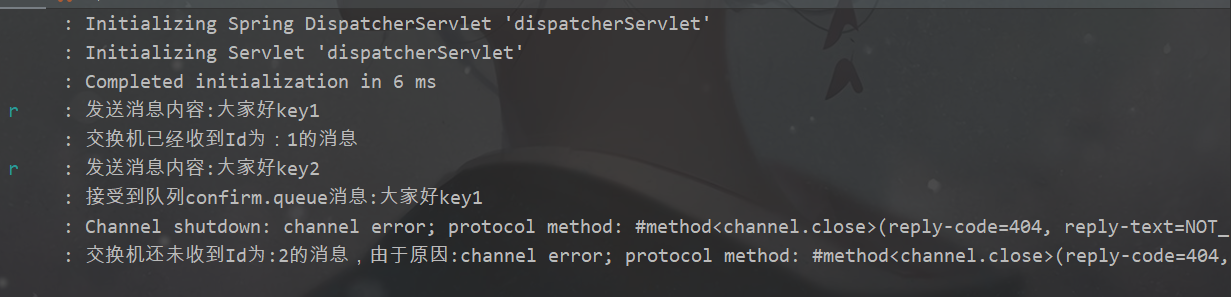 : Initializing Spring DispatcherServlet 'dispatcherServlet'
: Initializing Servlet 'dispatcherServlet'
: Completed initialization in 6 ms
r : 发送消息内容:大家好key1
: 交换机已经收到Id为：1的消息
r : 发送消息内容:大家好key2
: 接受到队列confirm.queue消息:大家好key1
: Channel shutdown: channel error; protocol method: #method<channel.close>(reply-code=404, reply-text=NOT_
: 交换机还未收到Id为:2的消息，由于原因:channel error; protocol method: #method<channel.close>(reply-code=404,